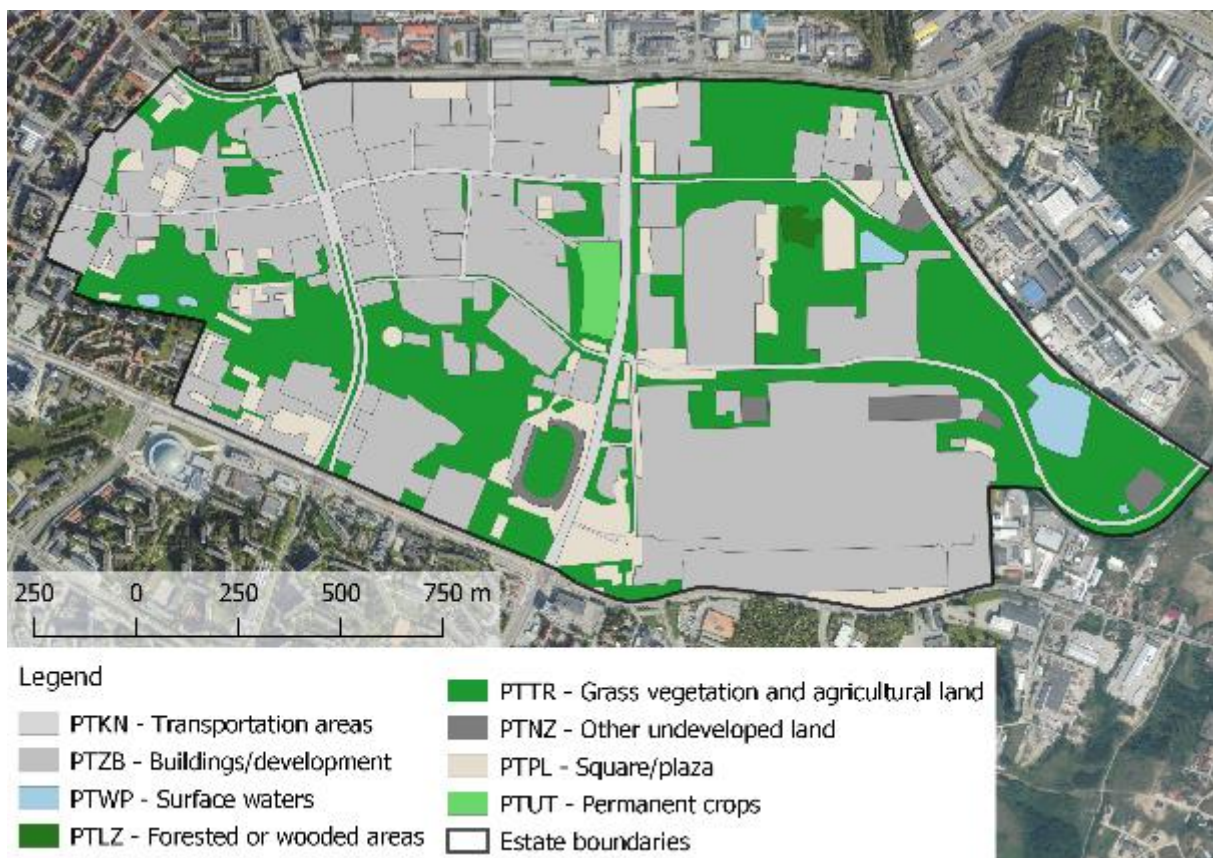 250 0 250 500 750 m
Legend
PTKN - Transportation areas
PTZB - Buildings/development
PTWP - Surface waters
PTLZ - Forested or wooded areas
PTTR - Grass vegetation and agricultural land
PTNZ - Other undeveloped land
PTPL - Square/plaza
PTUT - Permanent crops
Estate boundaries